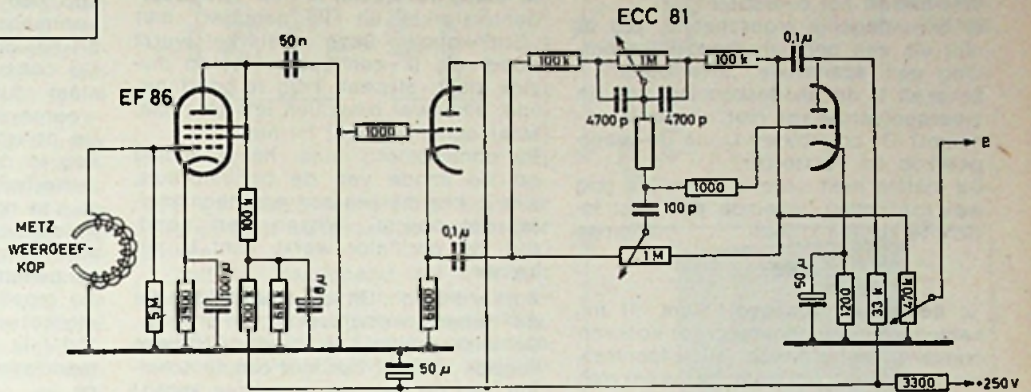 ECC 81
50 n
EF 86
100 k
1M
100 k
0,1 µ
4700 p
4700 p
1000
1000
100 p
1M
0,1 µ
METZ
WEERGEEF-
KOP
100 k
5M
3900
100 µ
100 k
68 k
8 µ
6800
50 µ
1200
33 k
470 k
50 µ
3300
+250 V